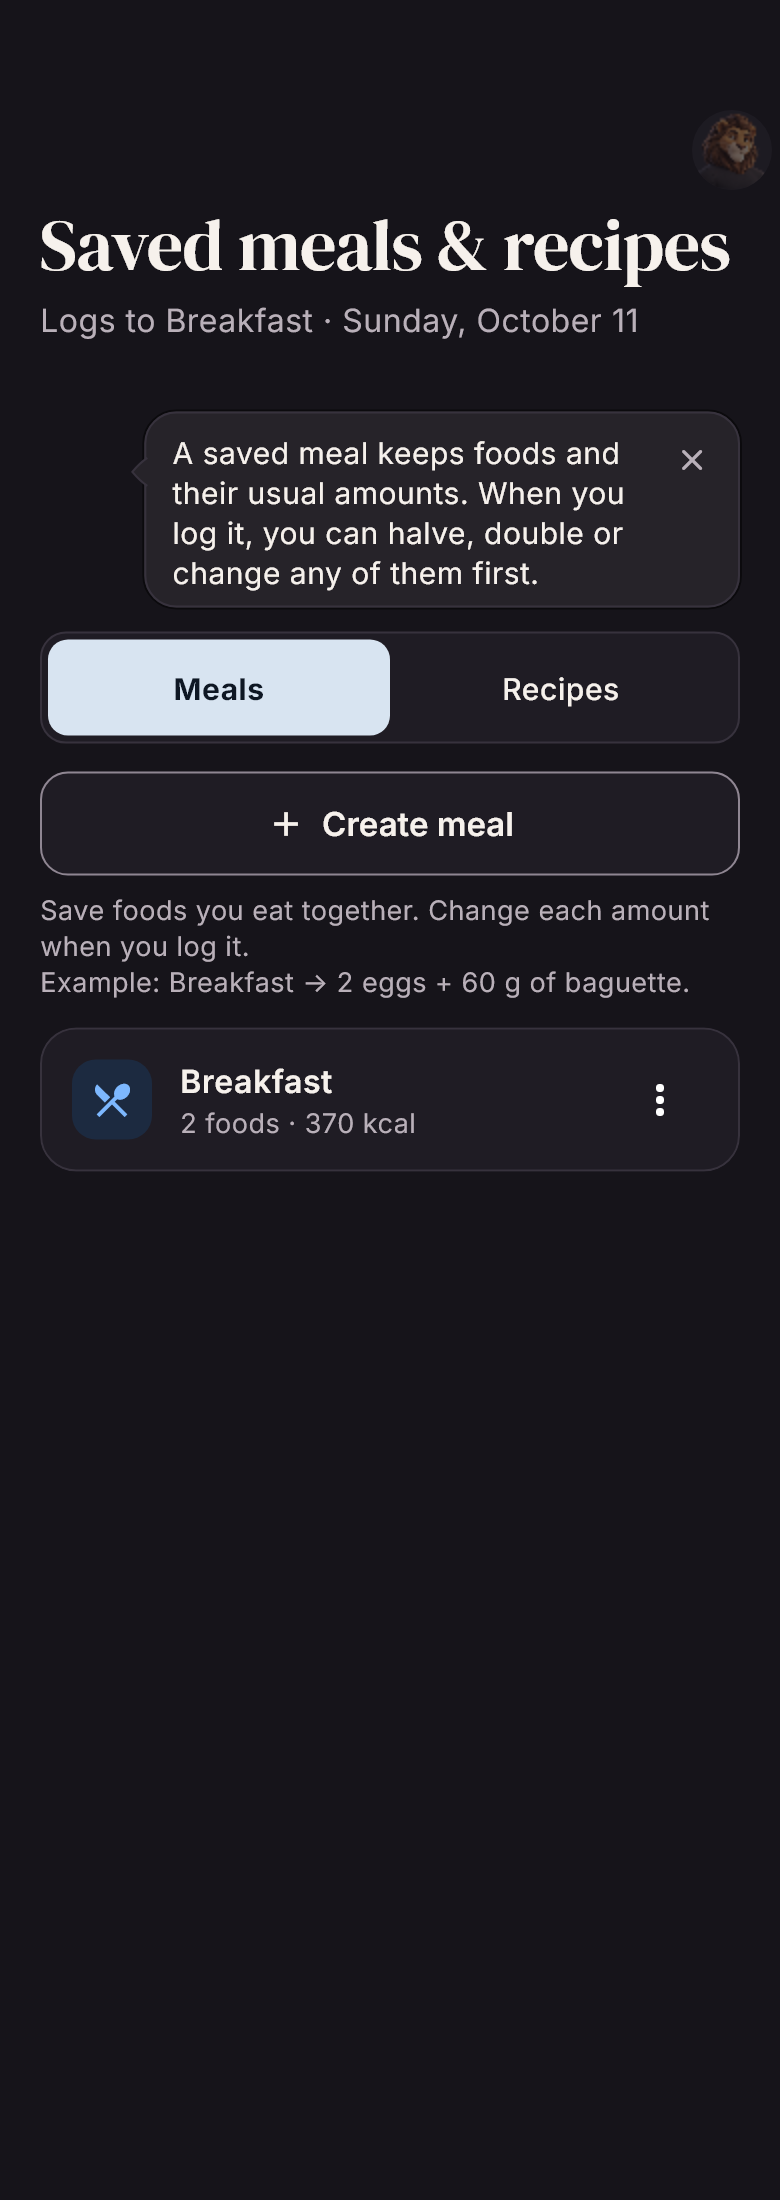 Saved meals & recipes
Logs to Breakfast · Sunday, October 11
A saved meal keeps foods and
their usual amounts. When you
log it, you can halve, double or
change any of them first.
Meals
Recipes
+ Create meal
Save foods you eat together. Change each amount
when you log it.
Example: Breakfast → 2 eggs + 60 g of baguette.
Breakfast
2 foods · 370 kcal